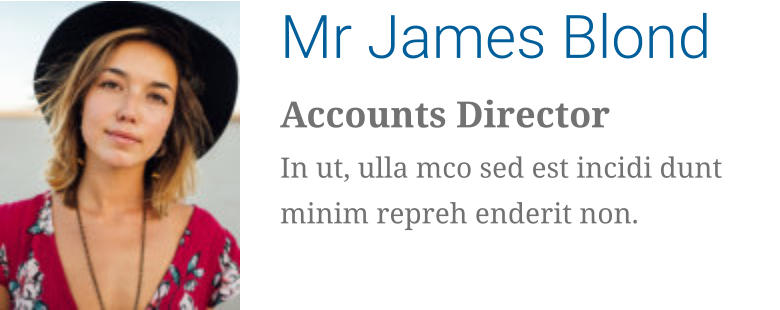 Mr James Blond
Accounts Director
In ut, ulla mco sed est incidi dunt
minim repreh enderit non.